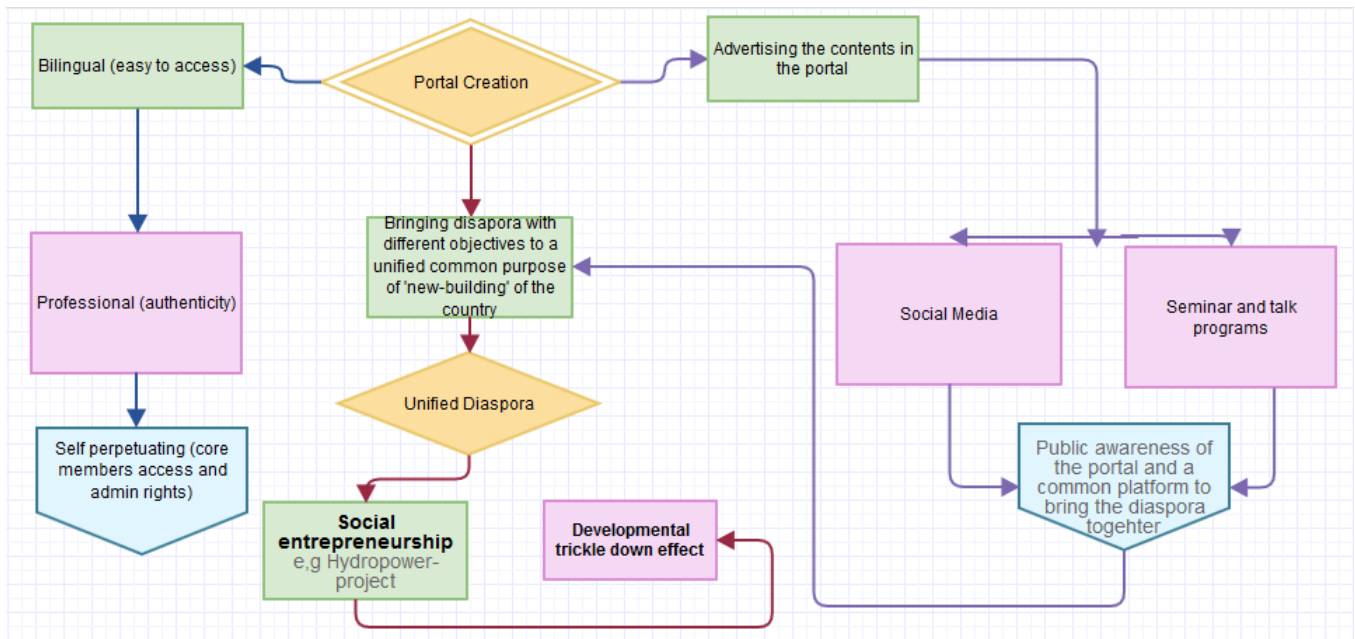 Bilingual (easy to access)
Portal Creation
Advertising the contents in
the portal
Bringing disapora with
different objectives to a
unified common purpose
of 'new-building' of the
country
Professional (authenticity)
Social Media
Seminar and talk
programs
Unified Diaspora
Self perpetuating (core
members access and
admin rights)
Public awareness of
the portal and a
common platform to
bring the diaspora
togehter
Social
entrepreneurship
e,g Hydropower-
project
Developmental
trickle down effect